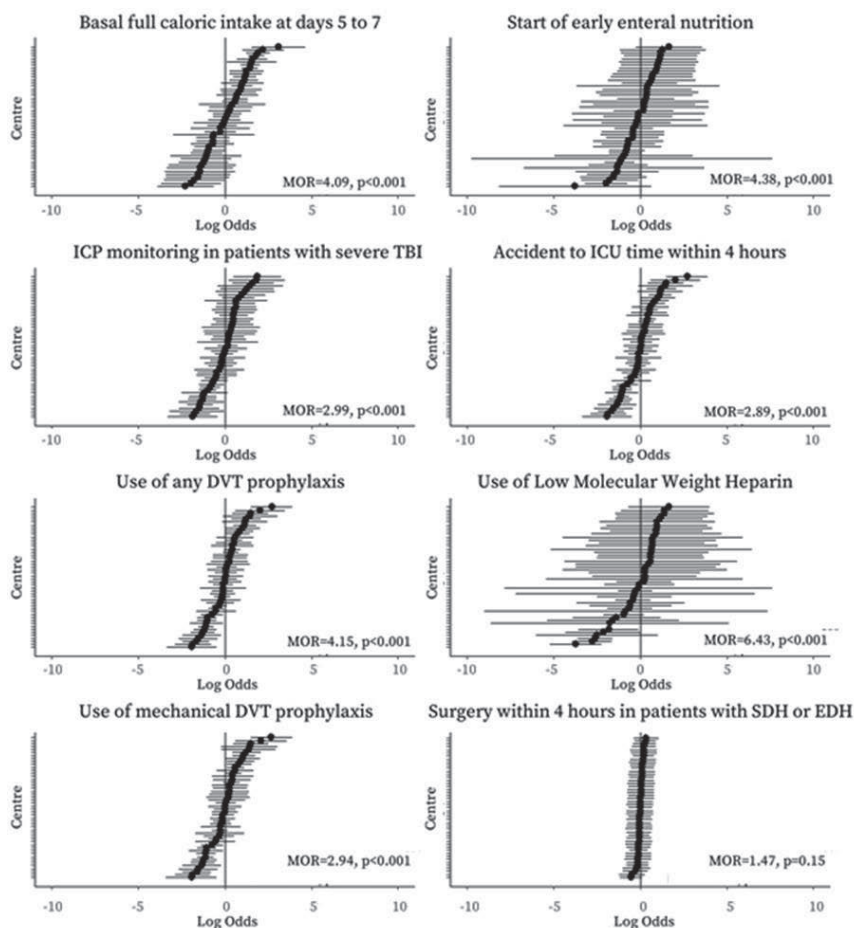 Basal full caloric intake at days 5 to 7
Centre
MOR=4.09, p<0.001
-10 -5 0 5 10
Log Odds
Start of early enteral nutrition
Centre
MOR=4.38, p<0.001
-10 -5 0 5 10
Log Odds
ICP monitoring in patients with severe TBI
Centre
MOR=2.99, p<0.001
-10 -5 0 5 10
Log Odds
Accident to ICU time within 4 hours
Centre
MOR=2.89, p<0.001
-10 -5 0 5 10
Log Odds
Use of any DVT prophylaxis
Centre
MOR=4.15, p<0.001
-10 -5 0 5 10
Log Odds
Use of Low Molecular Weight Heparin
Centre
MOR=6.43, p<0.001
-10 -5 0 5 10
Log Odds
Use of mechanical DVT prophylaxis
Centre
MOR=2.94, p<0.001
-10 -5 0 5 10
Log Odds
Surgery within 4 hours in patients with SDH or EDH
Centre
MOR=1.47, p=0.15
-10 -5 0 5 10
Log Odds